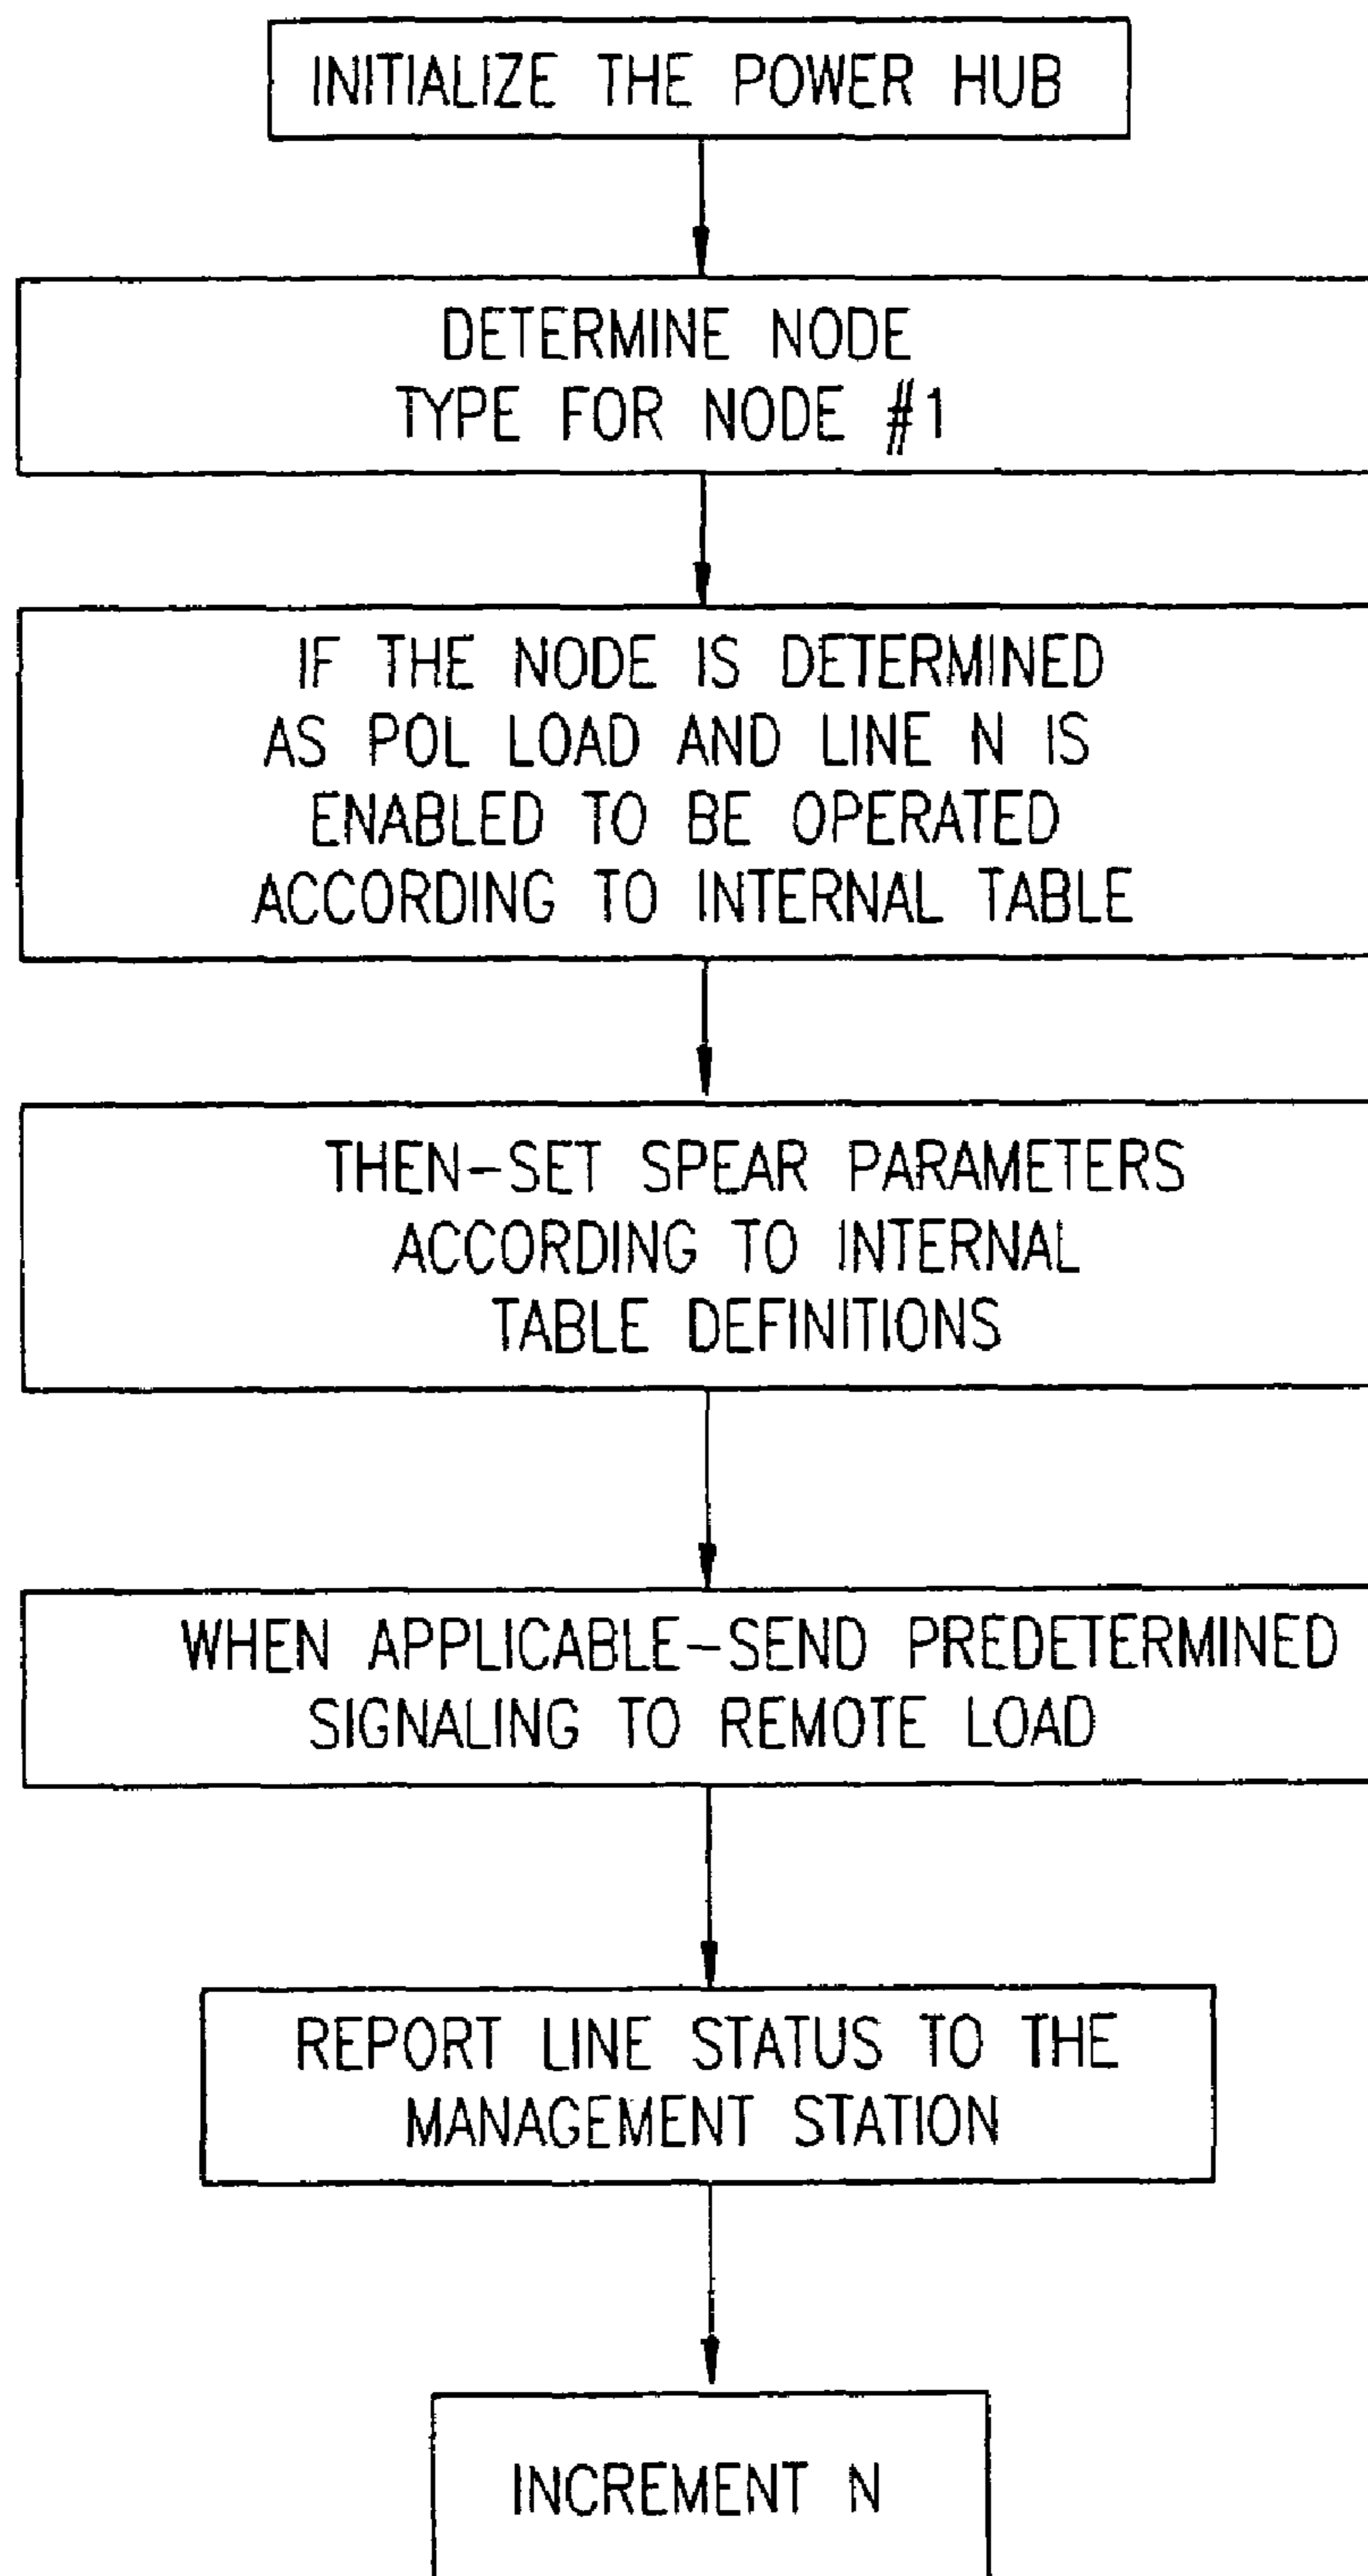 INITIALIZE THE POWER HUB
DETERMINE NODE
TYPE FOR NODE #1
IF THE NODE IS DETERMINED
AS POL LOAD AND LINE N IS
ENABLED TO BE OPERATED
ACCORDING TO INTERNAL TABLE
THEN-SET SPEAR PARAMETERS
ACCORDING TO INTERNAL
TABLE DEFINITIONS
WHEN APPLICABLE-SEND PREDETERMINED
SIGNALING TO REMOTE LOAD
REPORT LINE STATUS TO THE
MANAGEMENT STATION
INCREMENT N